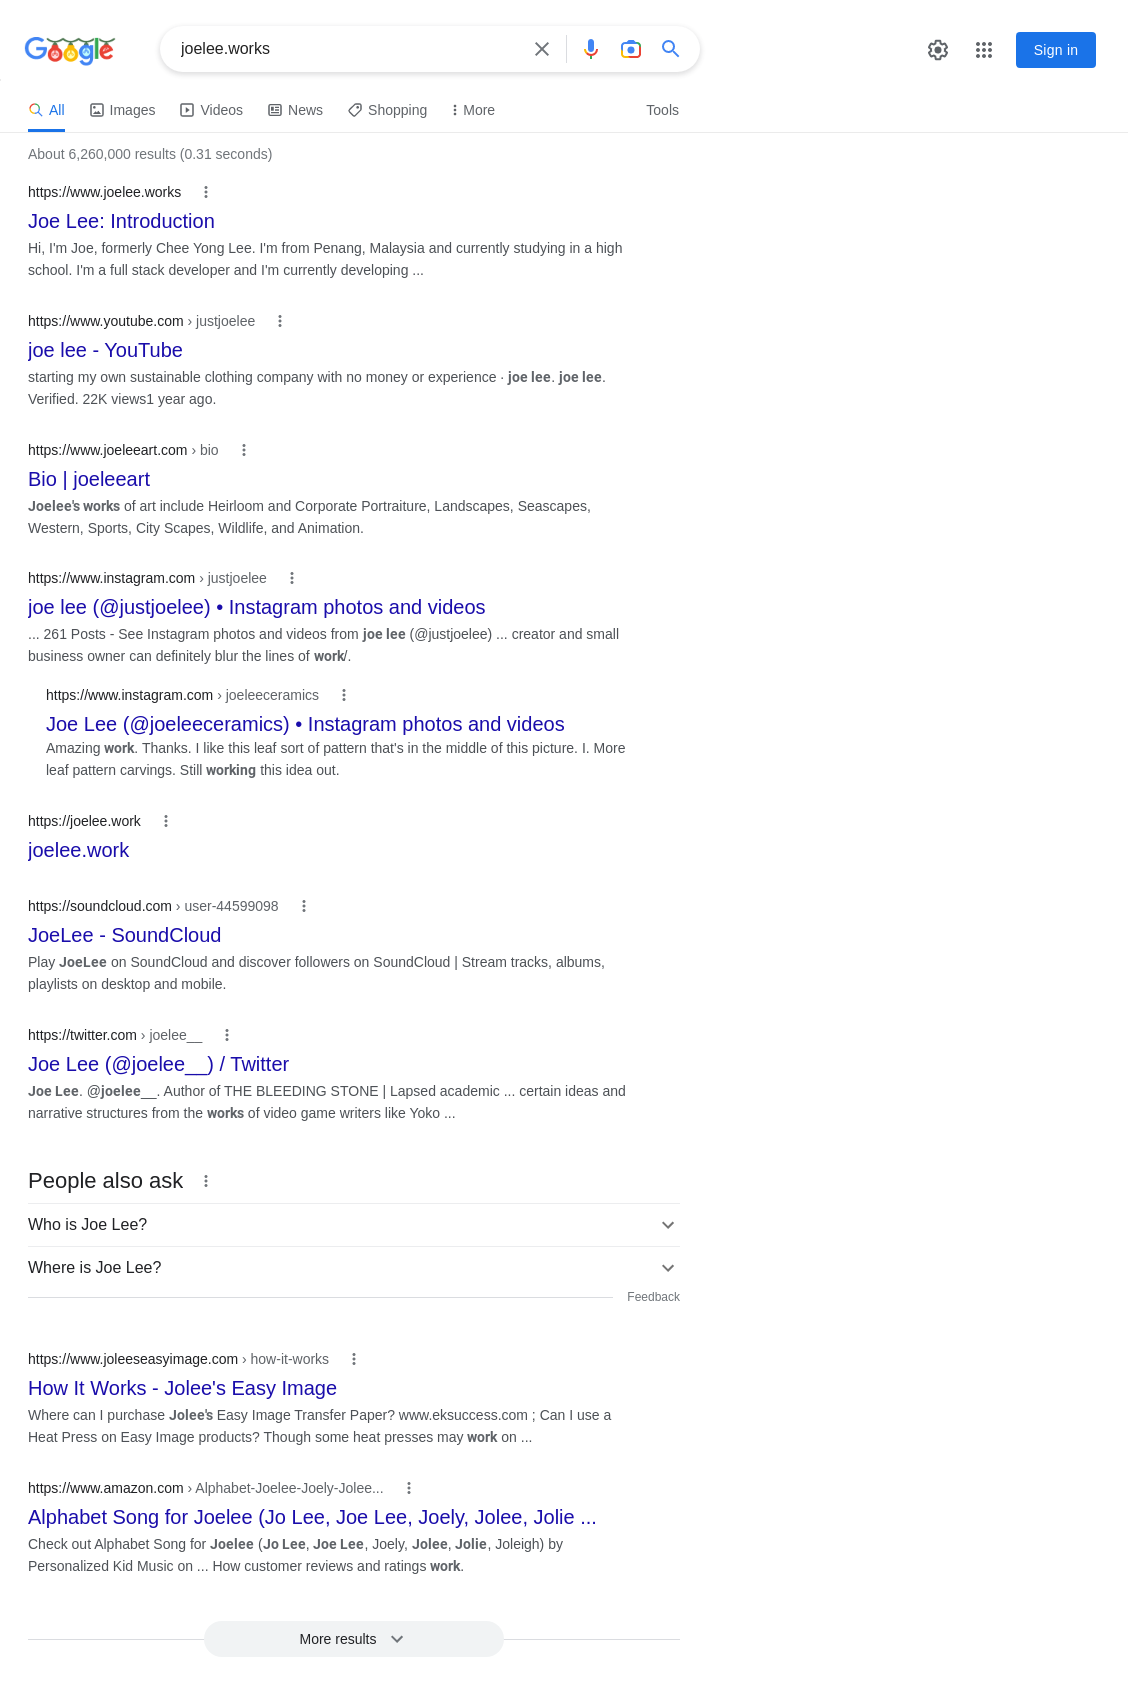 Google
joelee.works
Sign in
All
Images
Videos
News
Shopping
More
Tools
About 6,260,000 results (0.31 seconds)
https://www.joelee.works
Joe Lee: Introduction
Hi, I'm Joe, formerly Chee Yong Lee. I'm from Penang, Malaysia and currently studying in a high
school. I'm a full stack developer and I'm currently developing ...
https://www.youtube.com › justjoelee
joe lee - YouTube
starting my own sustainable clothing company with no money or experience · joe lee. joe lee.
Verified. 22K views1 year ago.
https://www.joeleeart.com › bio
Bio | joeleeart
Joelee's works of art include Heirloom and Corporate Portraiture, Landscapes, Seascapes,
Western, Sports, City Scapes, Wildlife, and Animation.
https://www.instagram.com › justjoelee
joe lee (@justjoelee) • Instagram photos and videos
... 261 Posts - See Instagram photos and videos from joe lee (@justjoelee) ... creator and small
business owner can definitely blur the lines of work/.
https://www.instagram.com › joeleeceramics
Joe Lee (@joeleeceramics) • Instagram photos and videos
Amazing work. Thanks. I like this leaf sort of pattern that's in the middle of this picture. I. More
leaf pattern carvings. Still working this idea out.
https://joelee.work
joelee.work
https://soundcloud.com › user-44599098
JoeLee - SoundCloud
Play JoeLee on SoundCloud and discover followers on SoundCloud | Stream tracks, albums,
playlists on desktop and mobile.
https://twitter.com › joelee__
Joe Lee (@joelee__) / Twitter
Joe Lee. @joelee__. Author of THE BLEEDING STONE | Lapsed academic ... certain ideas and
narrative structures from the works of video game writers like Yoko ...
People also ask
Who is Joe Lee?
Where is Joe Lee?
Feedback
https://www.joleeseasyimage.com › how-it-works
How It Works - Jolee's Easy Image
Where can I purchase Jolee's Easy Image Transfer Paper? www.eksuccess.com ; Can I use a
Heat Press on Easy Image products? Though some heat presses may work on ...
https://www.amazon.com › Alphabet-Joelee-Joely-Jolee...
Alphabet Song for Joelee (Jo Lee, Joe Lee, Joely, Jolee, Jolie ...
Check out Alphabet Song for Joelee (Jo Lee, Joe Lee, Joely, Jolee, Jolie, Joleigh) by
Personalized Kid Music on ... How customer reviews and ratings work.
More results